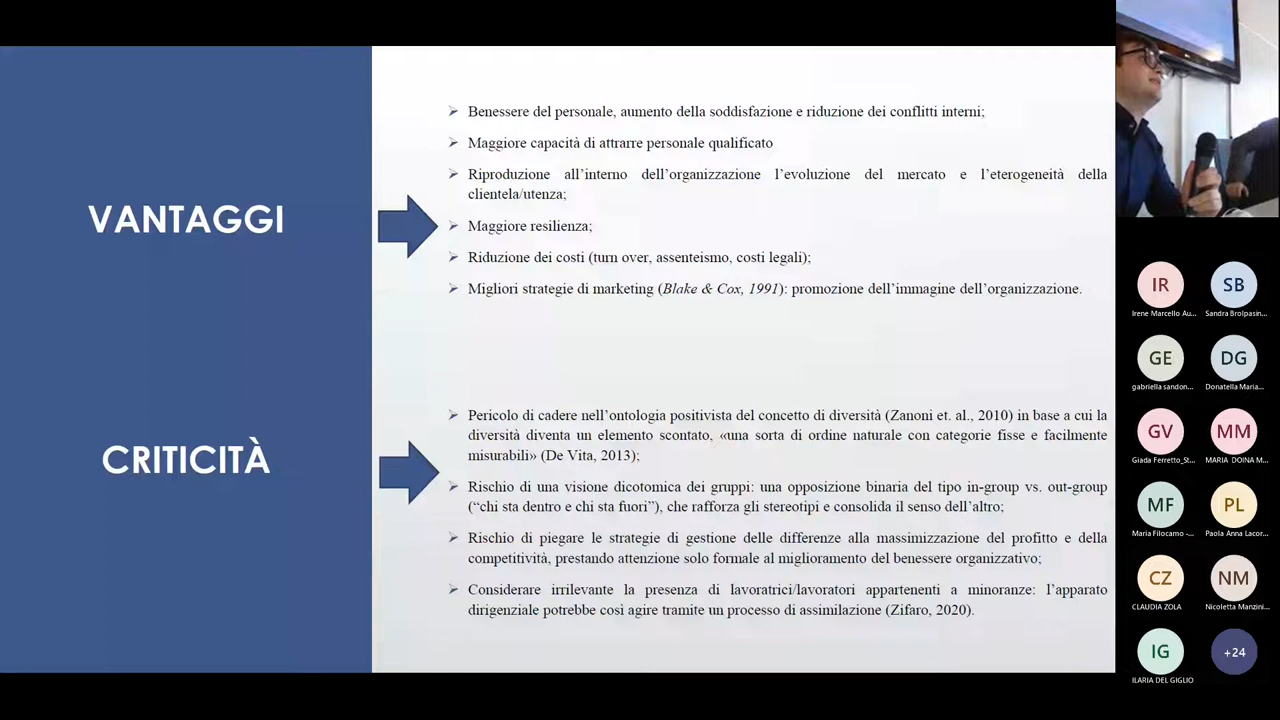 VANTAGGI
Benessere del personale, aumento della soddisfazione e riduzione dei conflitti interni;
Maggiore capacità di attrarre personale qualificato
Riproduzione all’interno dell’organizzazione l’evoluzione del mercato e l’eterogeneità della
clientela/utenza;
Maggiore resilienza;
Riduzione dei costi (turn over, assenteismo, costi legali);
Migliori strategie di marketing (Blake & Cox, 1991): promozione dell’immagine dell’organizzazione.
CRITICITÀ
Pericolo di cadere nell’ontologia positivista del concetto di diversità (Zanoni et. al., 2010) in base a cui la
diversità diventa un elemento scontato, «una sorta di ordine naturale con categorie fisse e facilmente
misurabili» (De Vita, 2013);
Rischio di una visione dicotomica dei gruppi: una opposizione binaria del tipo in-group vs. out-group
(“chi sta dentro e chi sta fuori”), che rafforza gli stereotipi e consolida il senso dell’altro;
Rischio di piegare le strategie di gestione delle differenze alla massimizzazione del profitto e della
competitività, prestando attenzione solo formale al miglioramento del benessere organizzativo;
Considerare irrilevante la presenza di lavoratrici/lavoratori appartenenti a minoranze: l’apparato
dirigenziale potrebbe così agire tramite un processo di assimilazione (Zifaro, 2020).
IR SB
Irene Marcello Au... Sandra Brolpasin...
GE DG
gabriella sandon... Donatella Maria...
GV MM
Giada Ferretto_St... MARIA DOINA M...
MF PL
Maria Filocamo -... Paola Anna Lacor...
CZ NM
CLAUDIA ZOLA Nicoletta Manzini...
IG +24
ILARIA DEL GIGLIO